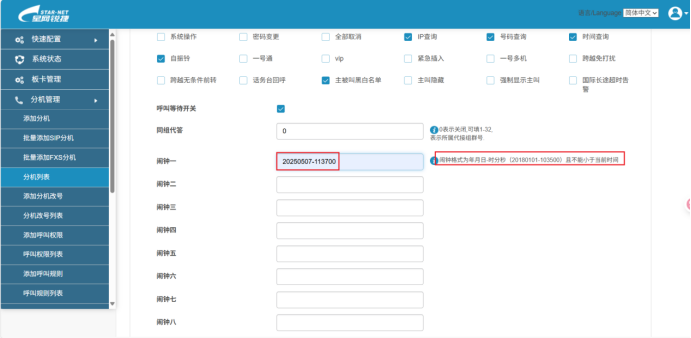 STAR-NET
星网锐捷
语言/Language 简体中文
快速配置
系统状态
板卡管理
分机管理
添加分机
批量添加SIP分机
批量添加FXS分机
分机列表
添加分机改号
分机改号列表
添加呼叫权限
呼叫权限列表
添加呼叫规则
呼叫规则列表
系统操作 密码变更 全部取消 IP查询 号码查询 时间查询
自振铃 一号通 vip 紧急插入 一号多机 跨越免打扰
跨越无条件前转 话务台回呼 主被叫黑白名单 主叫隐藏 强制显示主叫 国际长途超时告
警
呼叫等待开关
同组代答 0 0表示关闭,可填1-32,
表示所属代接组群号
闹钟一 20250507-113700 闹钟格式为年月日-时分秒（20180101-103500）且不能小于当前时间
闹钟二
闹钟三
闹钟四
闹钟五
闹钟六
闹钟七
闹钟八